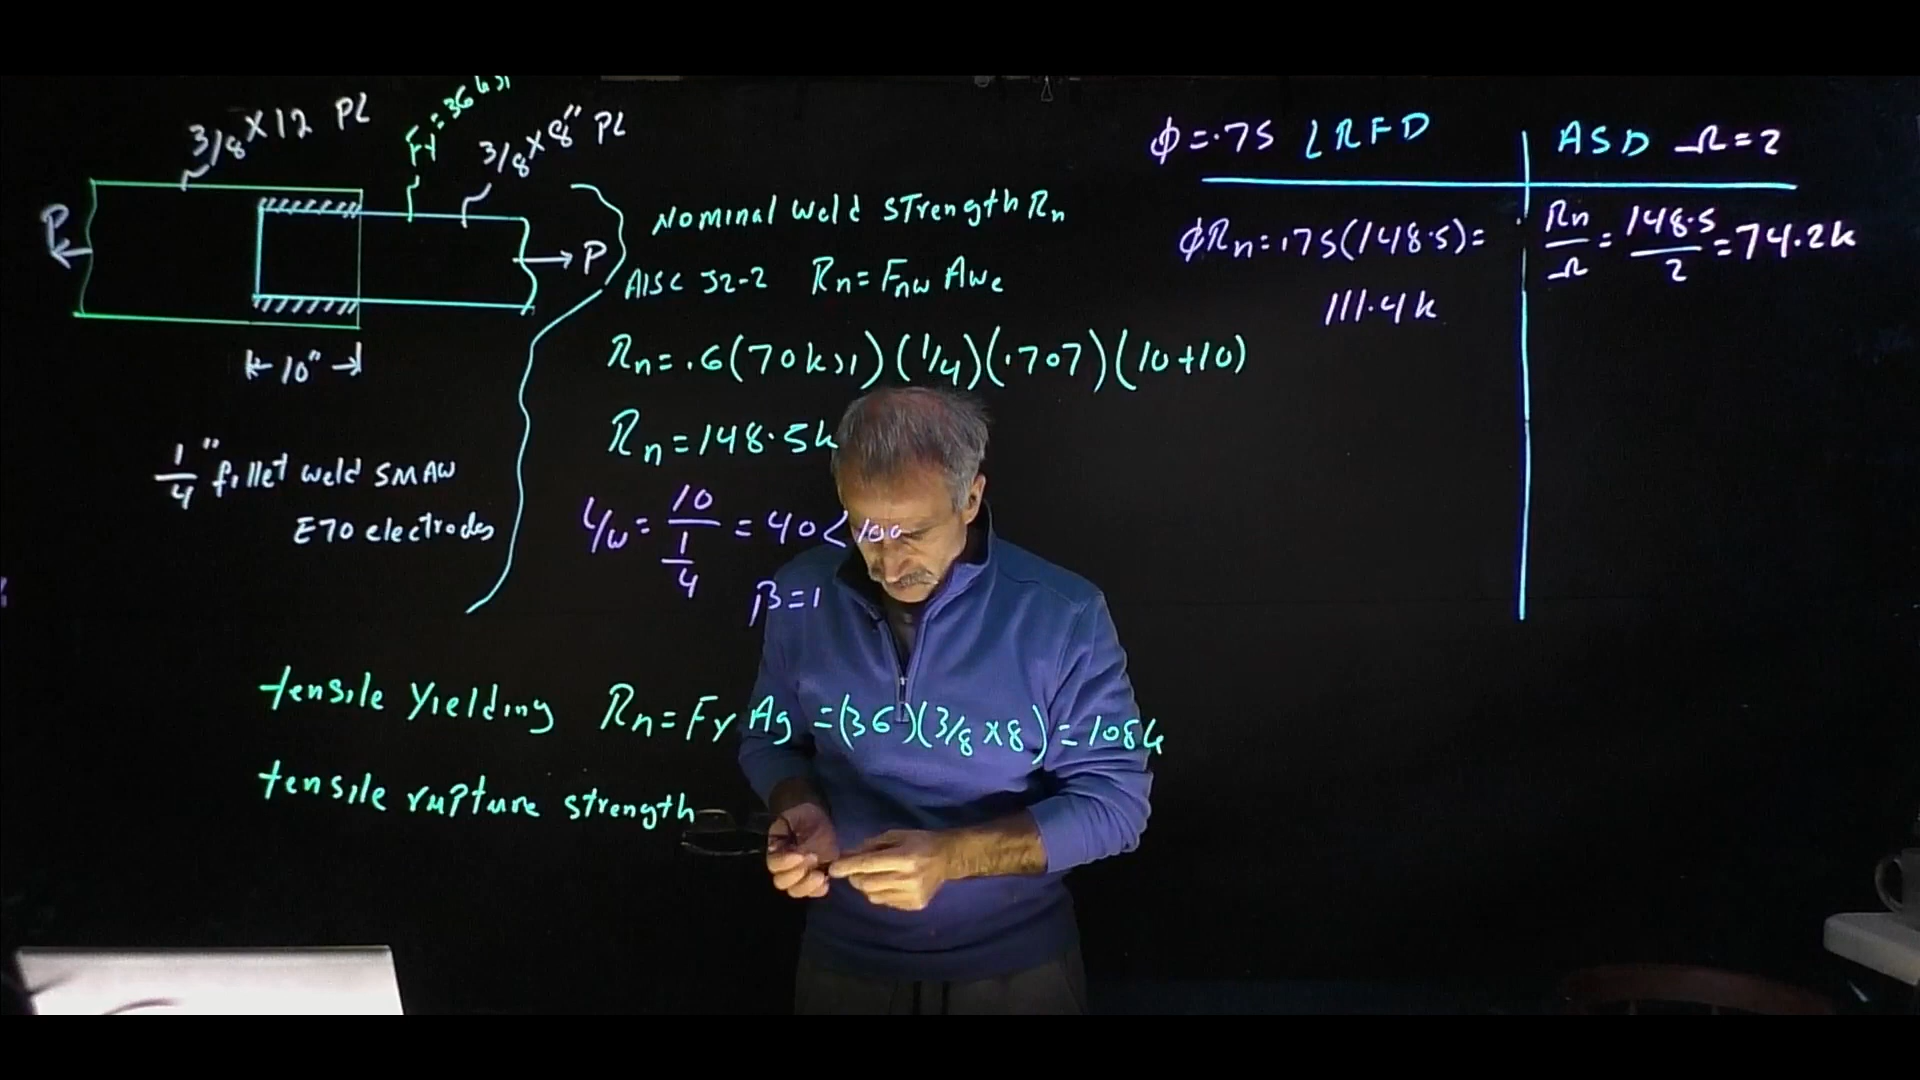 3/8 X 12 PL
Fy = 36 ksi
3/8 x 8" PL
P
P
10"
1/4" fillet weld SMAW
E70 electrodes
Nominal Weld Strength Rn
AISC J2-2 Rn = Fnw Awe
Rn = .6(70ksi)(1/4)(.707)(10+10)
Rn = 148.5k
L/w = 10/(1/4) = 40 < 100
β = 1
tensile Yielding Rn = Fy Ag = (36)(3/8 x 8) = 108k
tensile rupture strength
ϕ = .75 LRFD
ϕRn = .75(148.5) =
111.4k
ASD Ω = 2
Rn/Ω = 148.5/2 = 74.2k